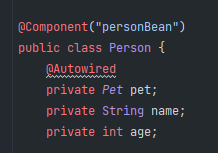 @Component("personBean")
public class Person {
@Autowired
private Pet pet;
private String name;
private int age;